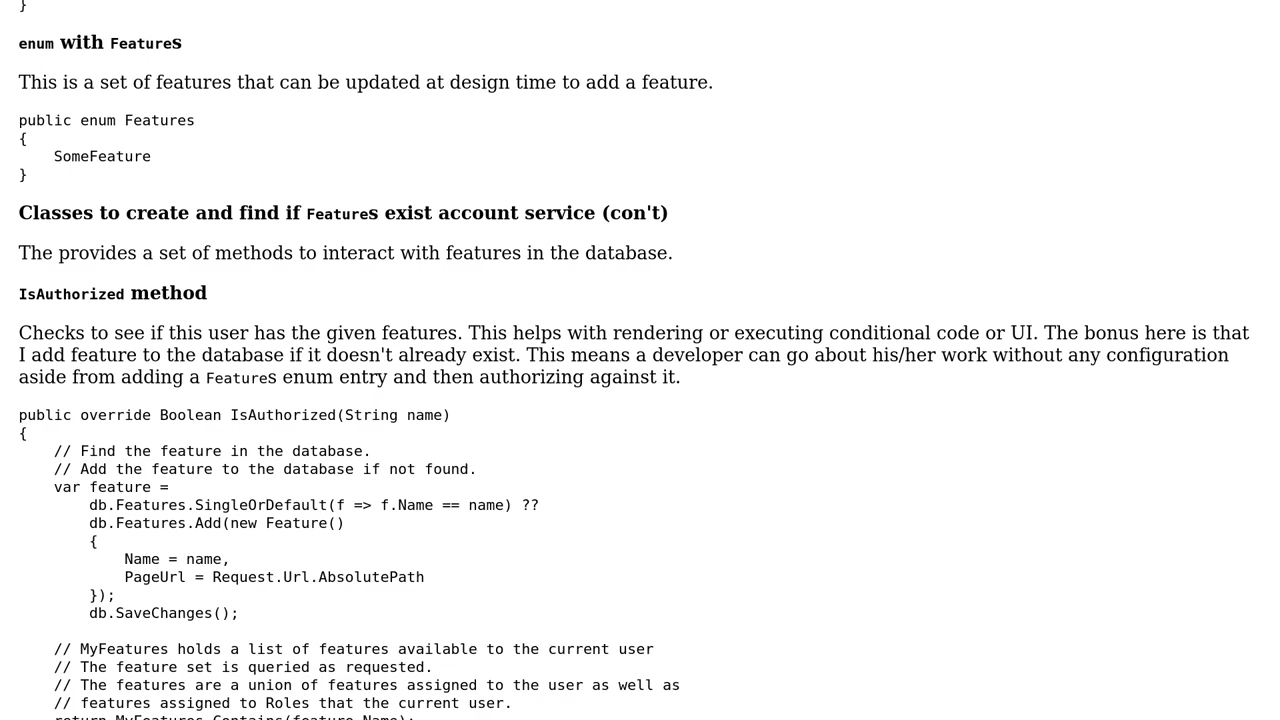 }
enum with Features
This is a set of features that can be updated at design time to add a feature.
public enum Features
{
    SomeFeature
}
Classes to create and find if Features exist account service (con't)
The provides a set of methods to interact with features in the database.
IsAuthorized method
Checks to see if this user has the given features. This helps with rendering or executing conditional code or UI. The bonus here is that
I add feature to the database if it doesn't already exist. This means a developer can go about his/her work without any configuration
aside from adding a Features enum entry and then authorizing against it.
public override Boolean IsAuthorized(String name)
{
    // Find the feature in the database.
    // Add the feature to the database if not found.
    var feature =
        db.Features.SingleOrDefault(f => f.Name == name) ??
        db.Features.Add(new Feature()
        {
            Name = name,
            PageUrl = Request.Url.AbsolutePath
        });
        db.SaveChanges();
    // MyFeatures holds a list of features available to the current user
    // The feature set is queried as requested.
    // The features are a union of features assigned to the user as well as
    // features assigned to Roles that the current user.
    return MyFeatures.Contains(feature.Name);